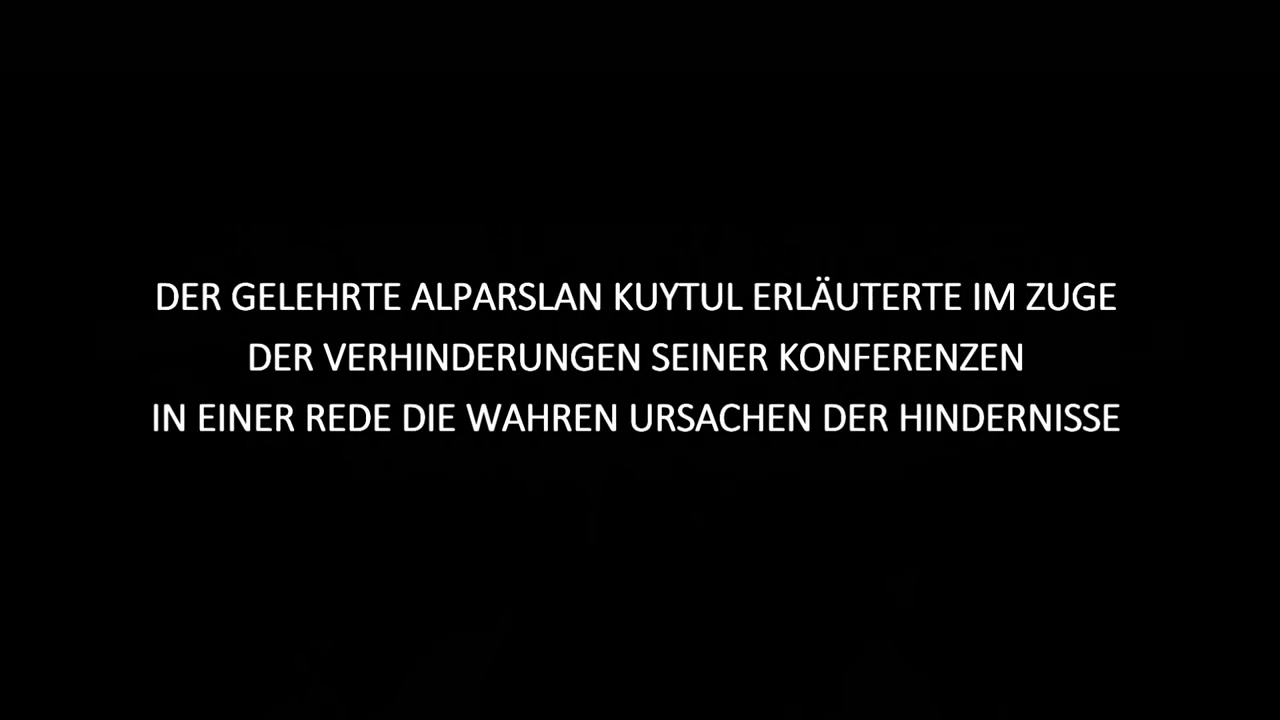 DER GELEHRTE ALPARSLAN KUYTUL ERLÄUTERTE IM ZUGE
DER VERHINDERUNGEN SEINER KONFERENZEN
IN EINER REDE DIE WAHREN URSACHEN DER HINDERNISSE